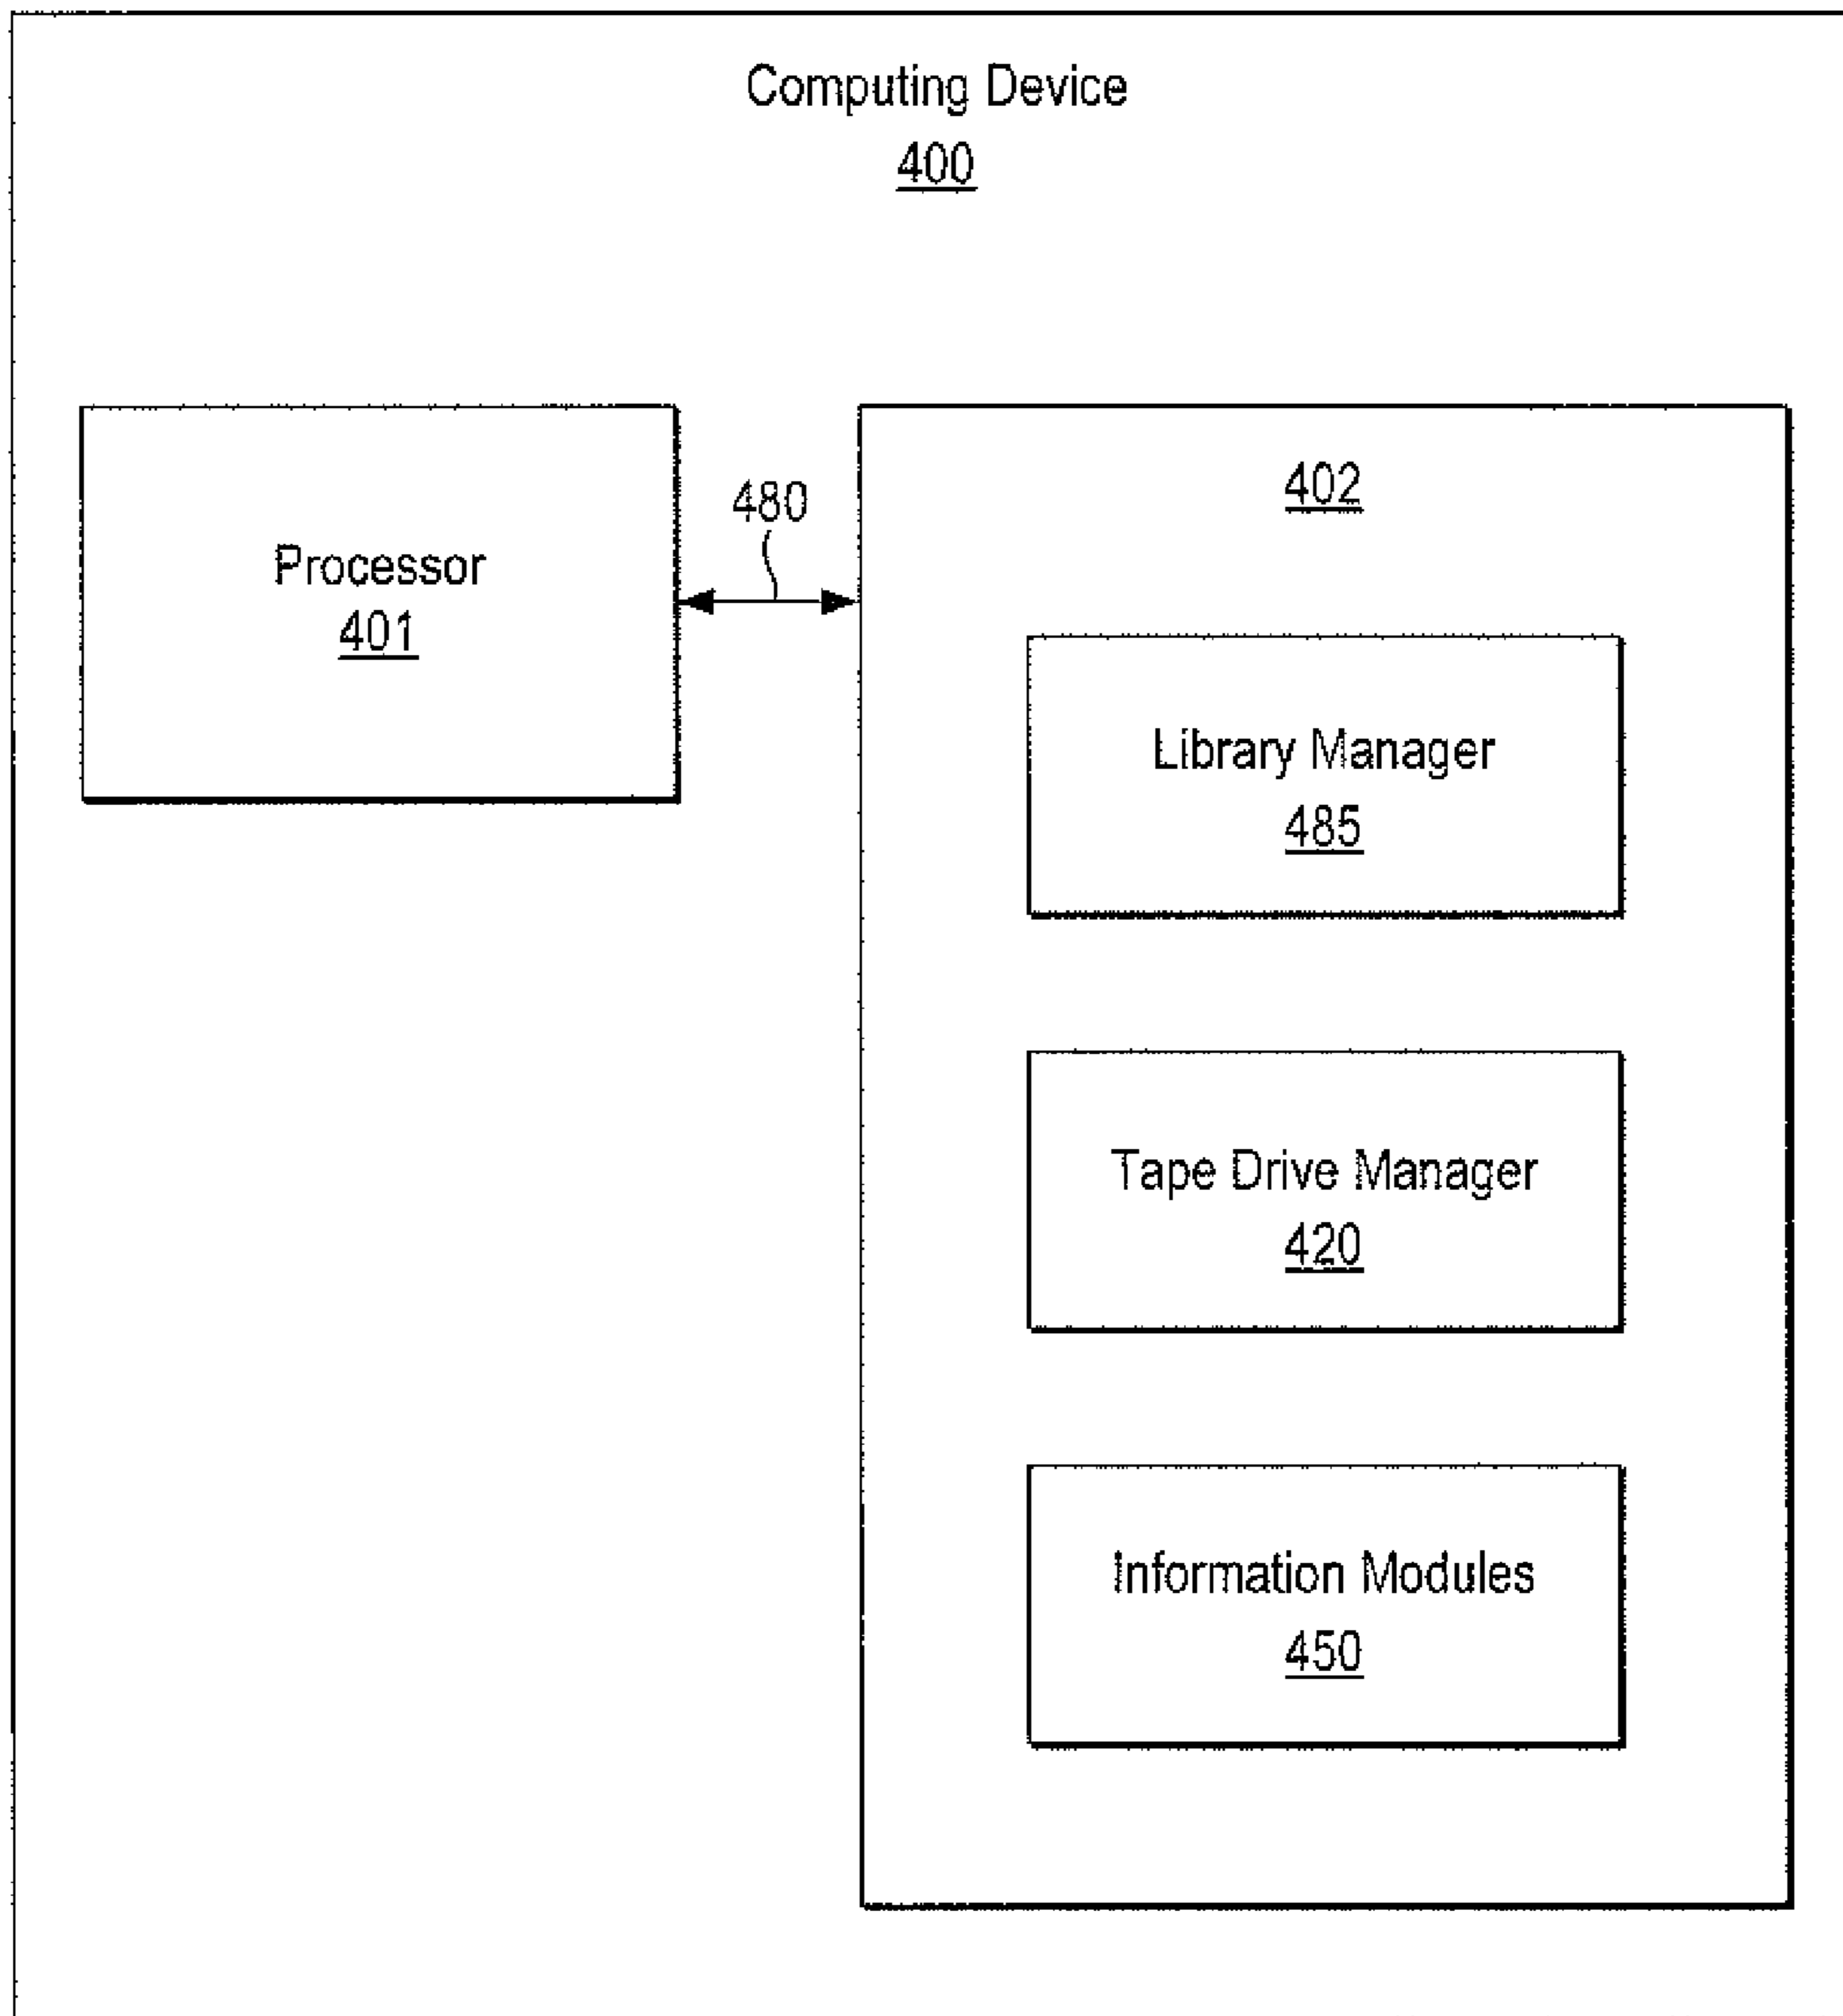 Computing Device
400
480
402
Processor
401
Library Manager
485
Tape Drive Manager
420
Information Modules
450